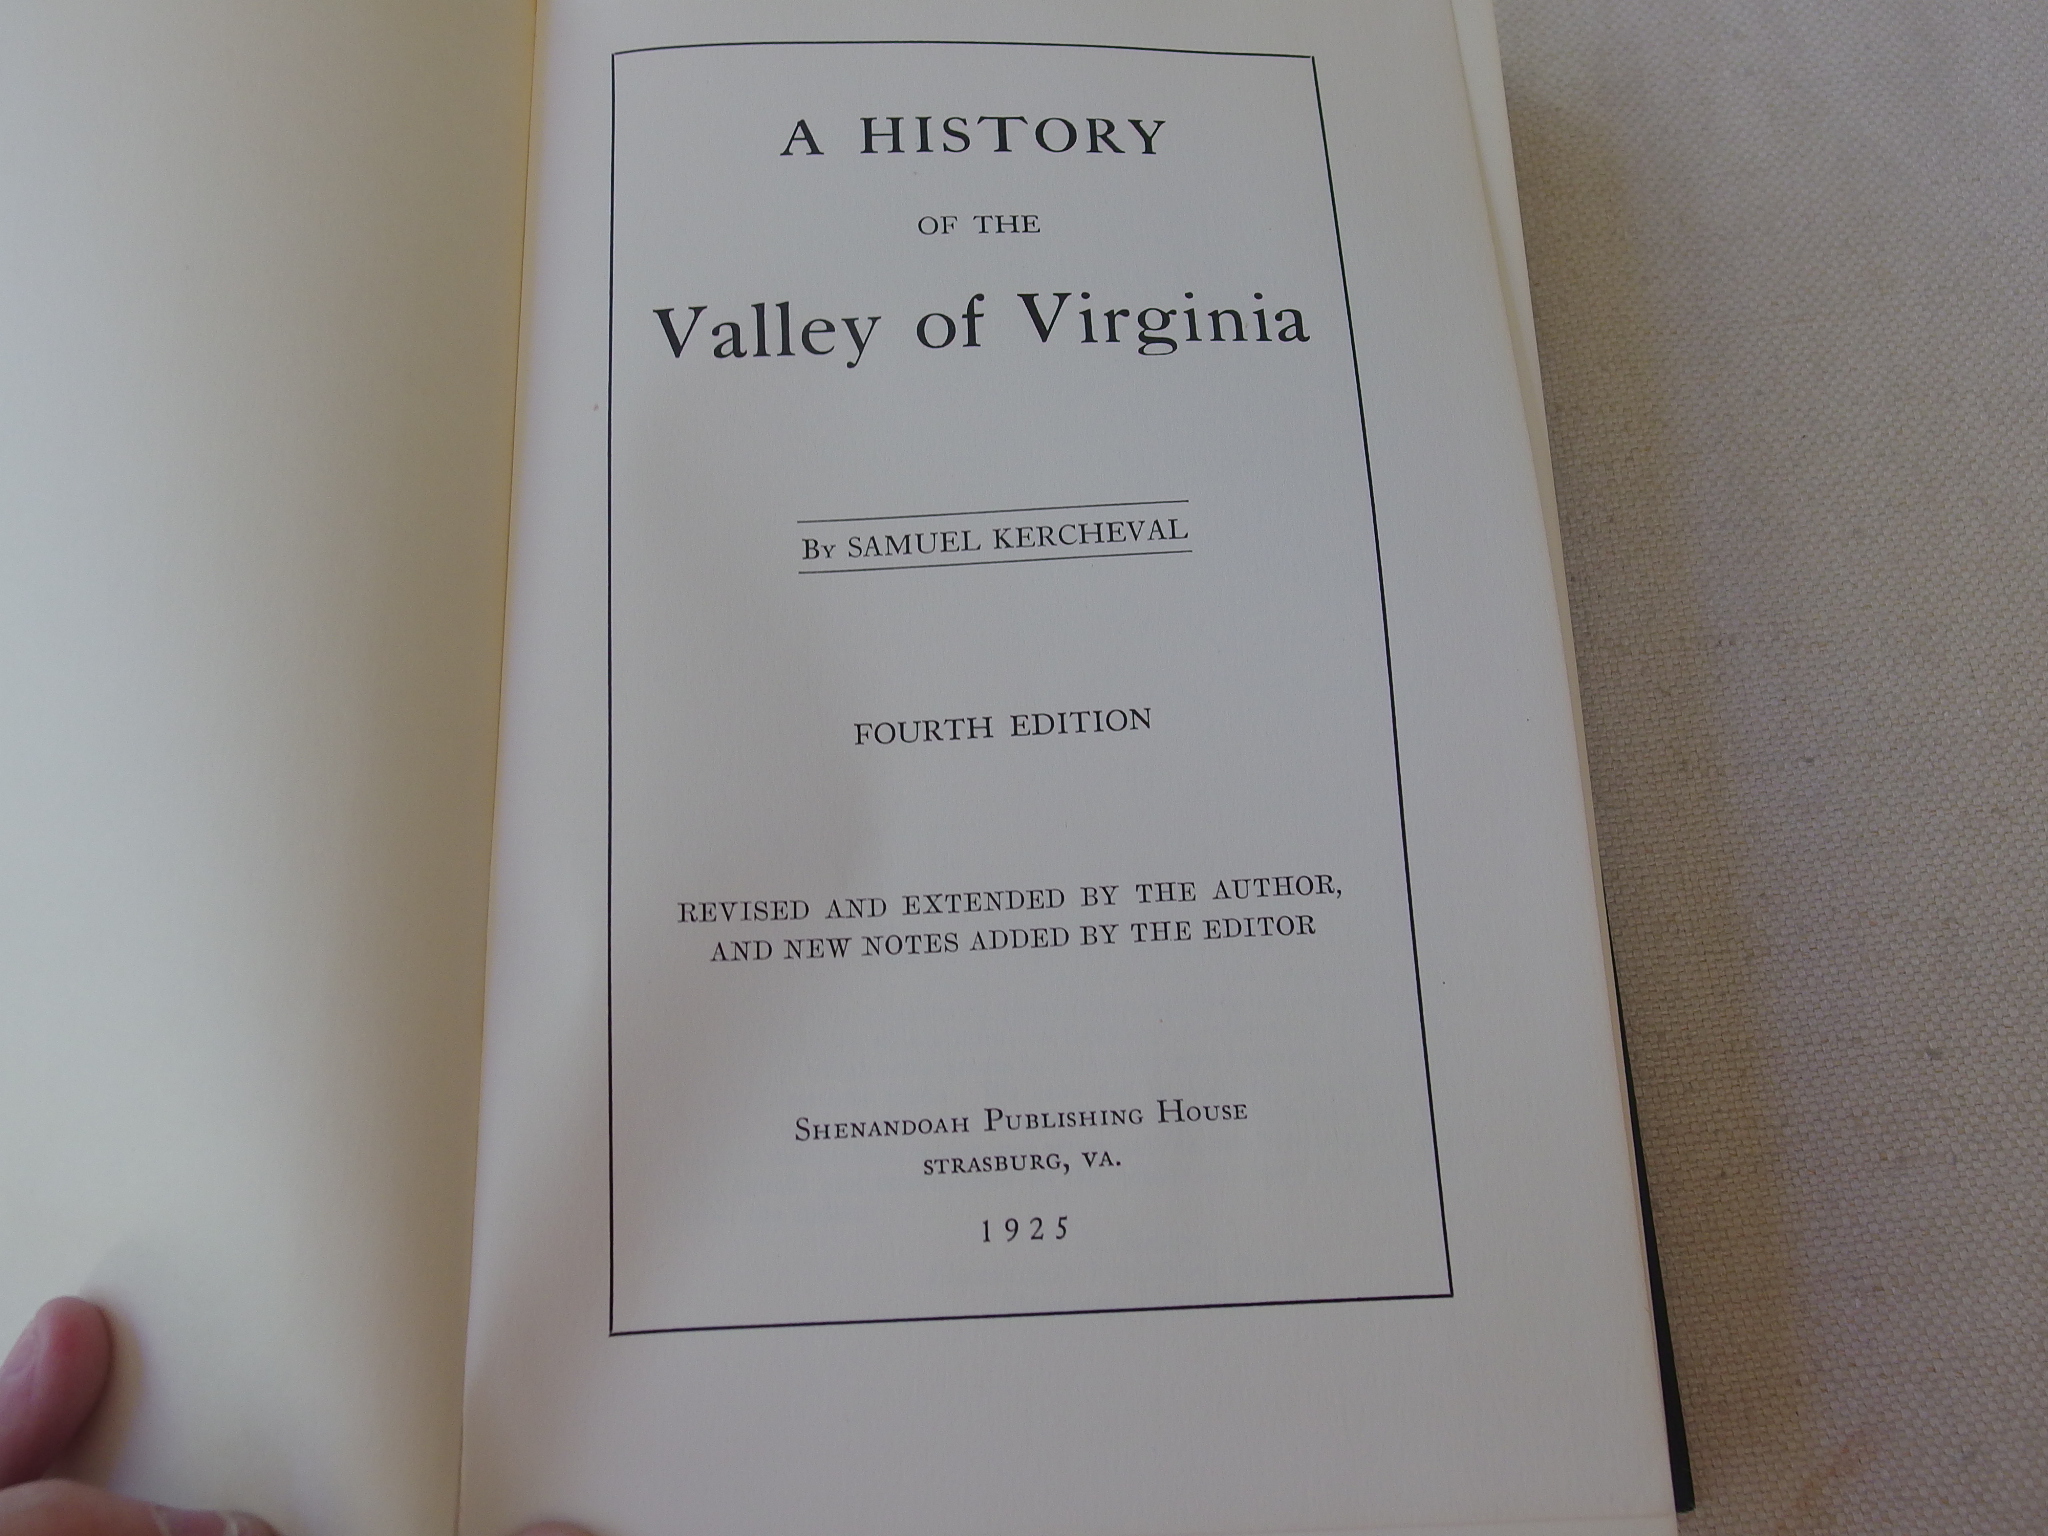 A HISTORY
OF THE
Valley of Virginia
By SAMUEL KERCHEVAL
FOURTH EDITION
REVISED AND EXTENDED BY THE AUTHOR,
AND NEW NOTES ADDED BY THE EDITOR
Shenandoah Publishing House
STRASBURG, VA.
1925